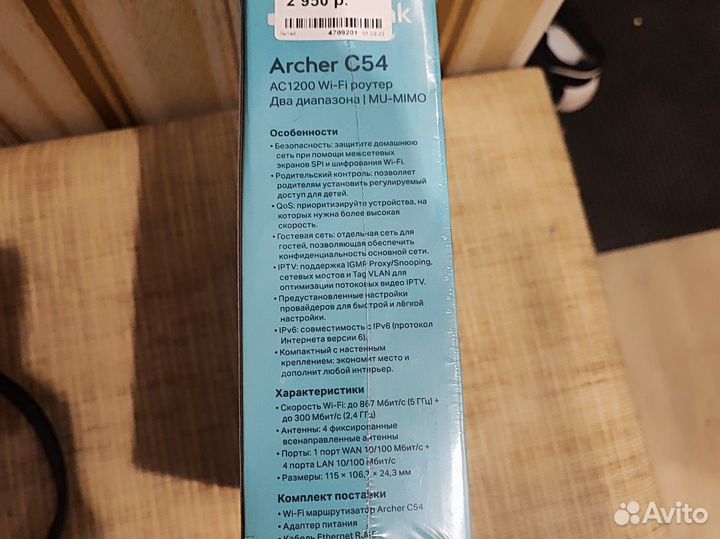 2 950 р.
4709201
Archer C54
AC1200 Wi-Fi роутер
Два диапазона | MU-MIMO
Особенности
• Безопасность: защитите домашнюю
сеть при помощи межсетевых
экранов SPI и шифрования Wi-Fi.
• Родительский контроль: позволяет
родителям установить регулируемый
доступ для детей.
• QoS: приоритизируйте устройства, на
которых нужна более высокая
скорость.
• Гостевая сеть: отдельная сеть для
гостей, позволяющая обеспечить
конфиденциальность основной сети.
• IPTV: поддержка IGMP Proxy/Snooping,
сетевых мостов и Tag VLAN для
оптимизации потоковых видео IPTV.
• Предустановленные настройки
провайдеров для быстрой и лёгкой
настройки.
• IPv6: совместимость с IPv6 (протокол
Интернета версии 6).
• Компактный с настенным
креплением: экономит место и
дополнит любой интерьер.
Характеристики
• Скорость Wi-Fi: до 867 Мбит/с (5 ГГц) +
до 300 Мбит/с (2,4 ГГц)
• Антенны: 4 фиксированные
всенаправленные антенны
• Порты: 1 порт WAN 10/100 Мбит/с +
4 порта LAN 10/100 Мбит/с
• Размеры: 115 × 106,7 × 24,3 мм
Комплект поставки
• Wi-Fi маршрутизатор Archer C54
• Адаптер питания
• Кабель Ethernet
Avito